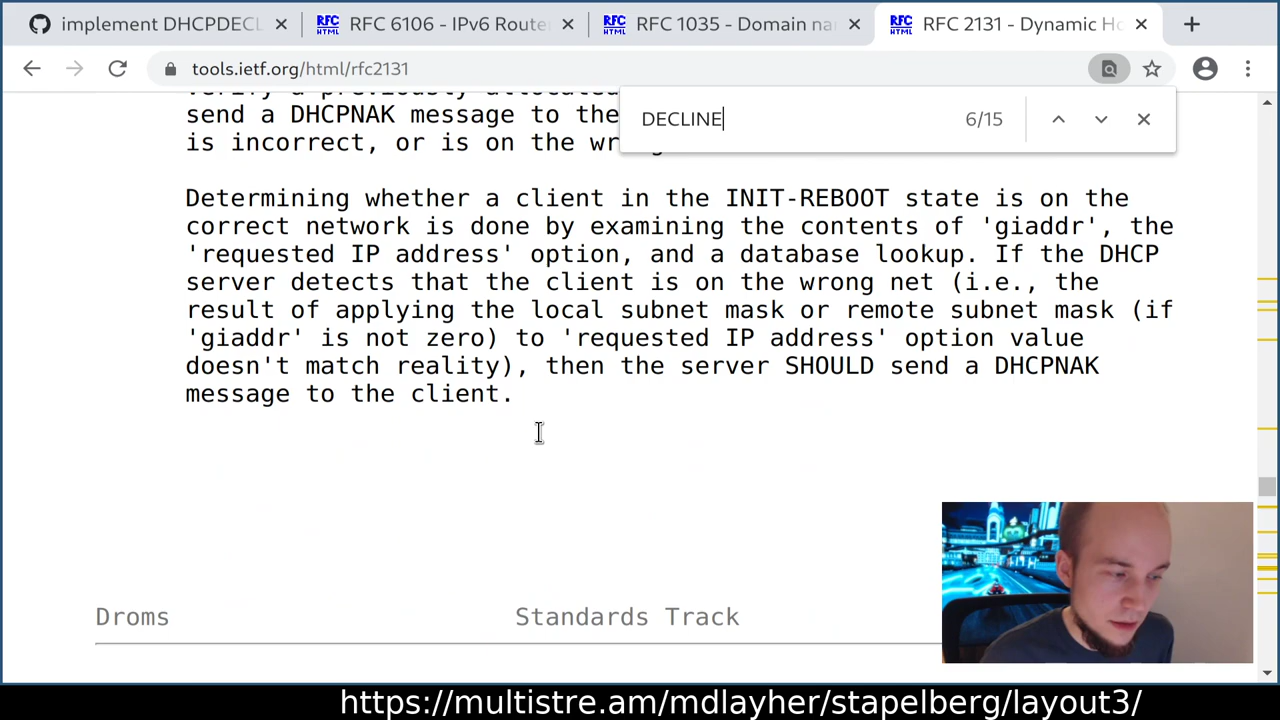 implement DHCPDECL
RFC 6106 - IPv6 Route
RFC 1035 - Domain na
RFC 2131 - Dynamic Ho
tools.ietf.org/html/rfc2131
DECLINE
6/15
send a DHCPNAK message to the
is incorrect, or is on the
Determining whether a client in the INIT-REBOOT state is on the
correct network is done by examining the contents of 'giaddr', the
'requested IP address' option, and a database lookup. If the DHCP
server detects that the client is on the wrong net (i.e., the
result of applying the local subnet mask or remote subnet mask (if
'giaddr' is not zero) to 'requested IP address' option value
doesn't match reality), then the server SHOULD send a DHCPNAK
message to the client.
Droms Standards Track
https://multistre.am/mdlayher/stapelberg/layout3/